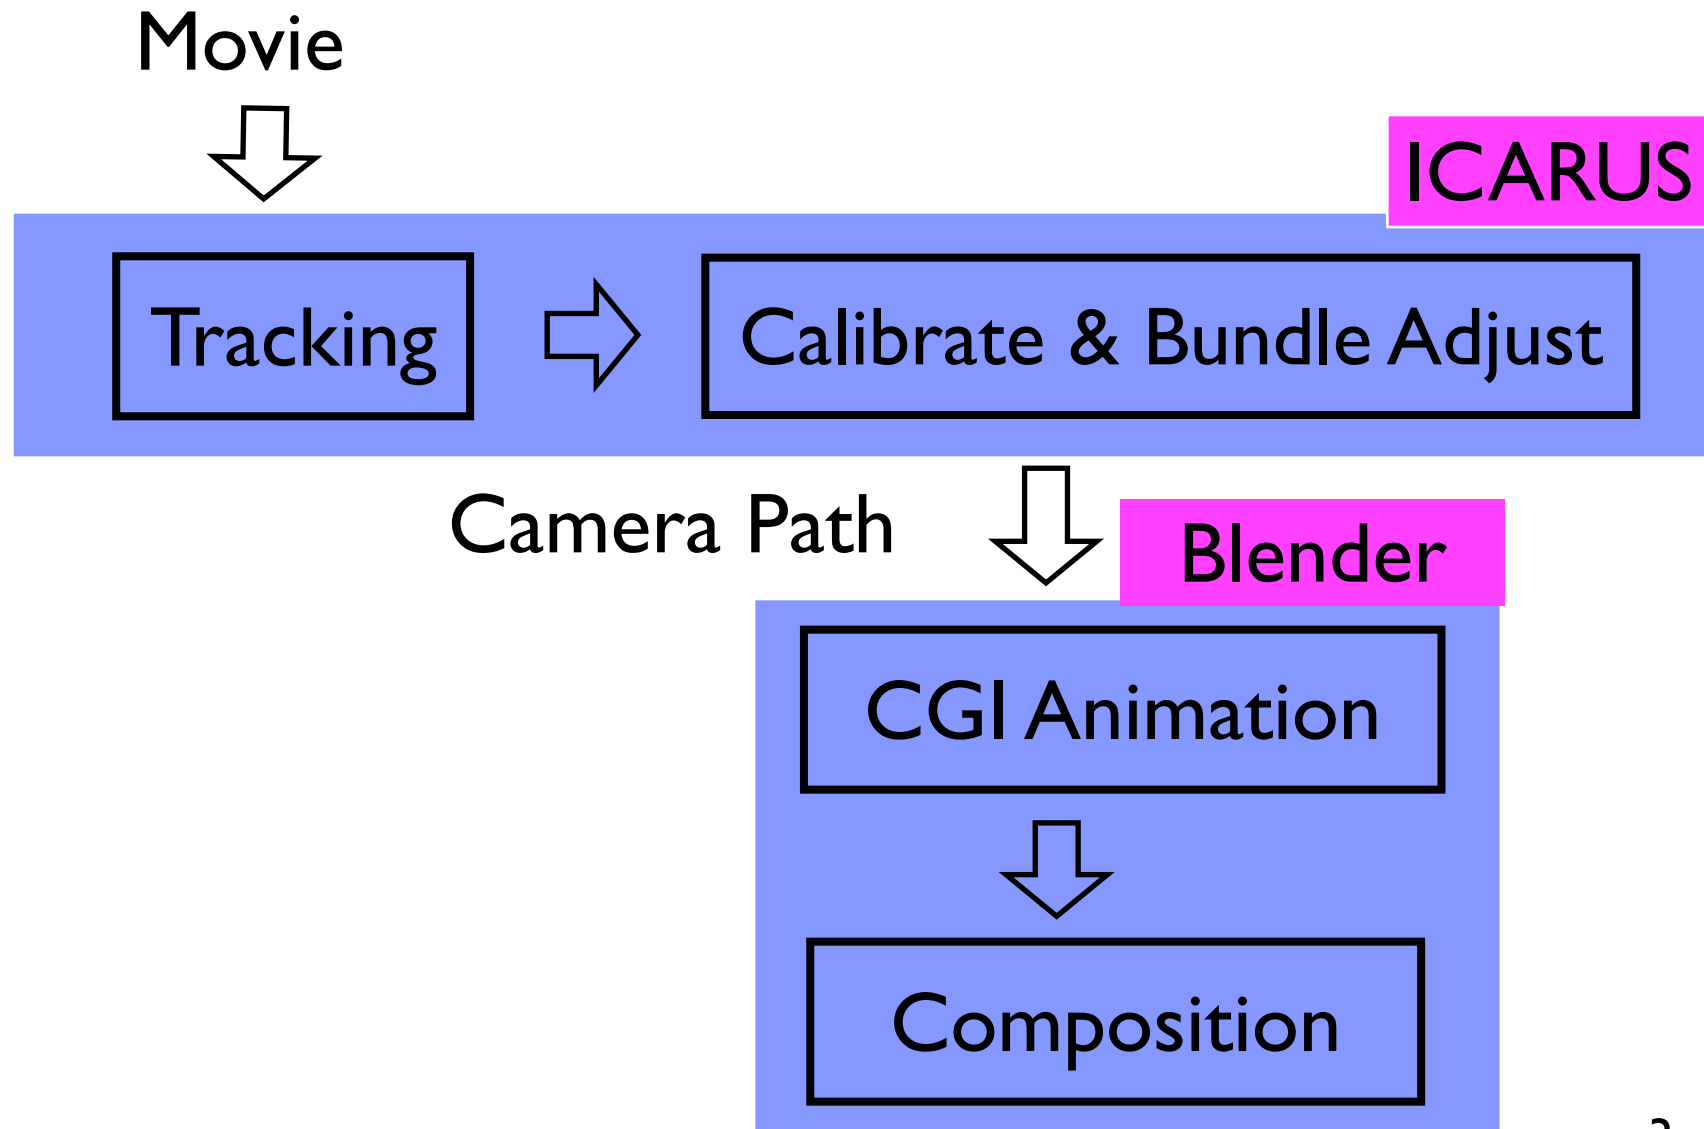 Movie
ICARUS
Tracking
Calibrate & Bundle Adjust
Camera Path
Blender
CGI Animation
Composition